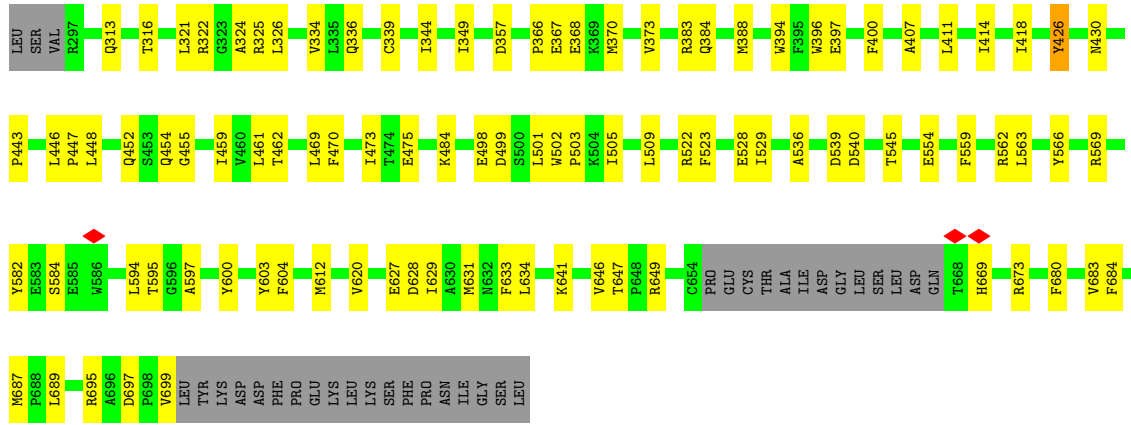 LEU SER VAL R297 Q313 T316 L321 R322 G323 A324 R325 L326 V334 L335 Q336 C339 I344 I349 D357 P366 E367 E368 K369 M370 V373 R383 Q384 M388 W394 F395 W396 E397 F400 A407 L411 I414 I418 Y426 N430
P443 L446 P447 L448 Q452 S453 Q454 G455 I459 V460 L461 T462 L469 F470 I473 T474 E475 K484 E498 D499 S500 L501 W502 P503 K504 I505 L509 R522 F523 E528 I529 A536 D539 D540 T545 E554 F559 R562 L563 Y566 R569
Y582 E583 S584 E585 W586 L594 T595 G596 A597 Y600 Y603 F604 M612 V620 E627 D628 I629 A630 M631 N632 F633 L634 K641 V646 T647 P648 R649 C654 PRO GLU CYS THR ALA ILE ASP GLY LEU SER LEU ASP GLN T668 H669 R673 F680 V683 F684
M687 P688 L689 R695 A696 D697 P698 V699 LEU TYR LYS ASP ASP PHE PRO GLU LYS LEU LYS SER PHE PRO ASN ILE GLY SER LEU